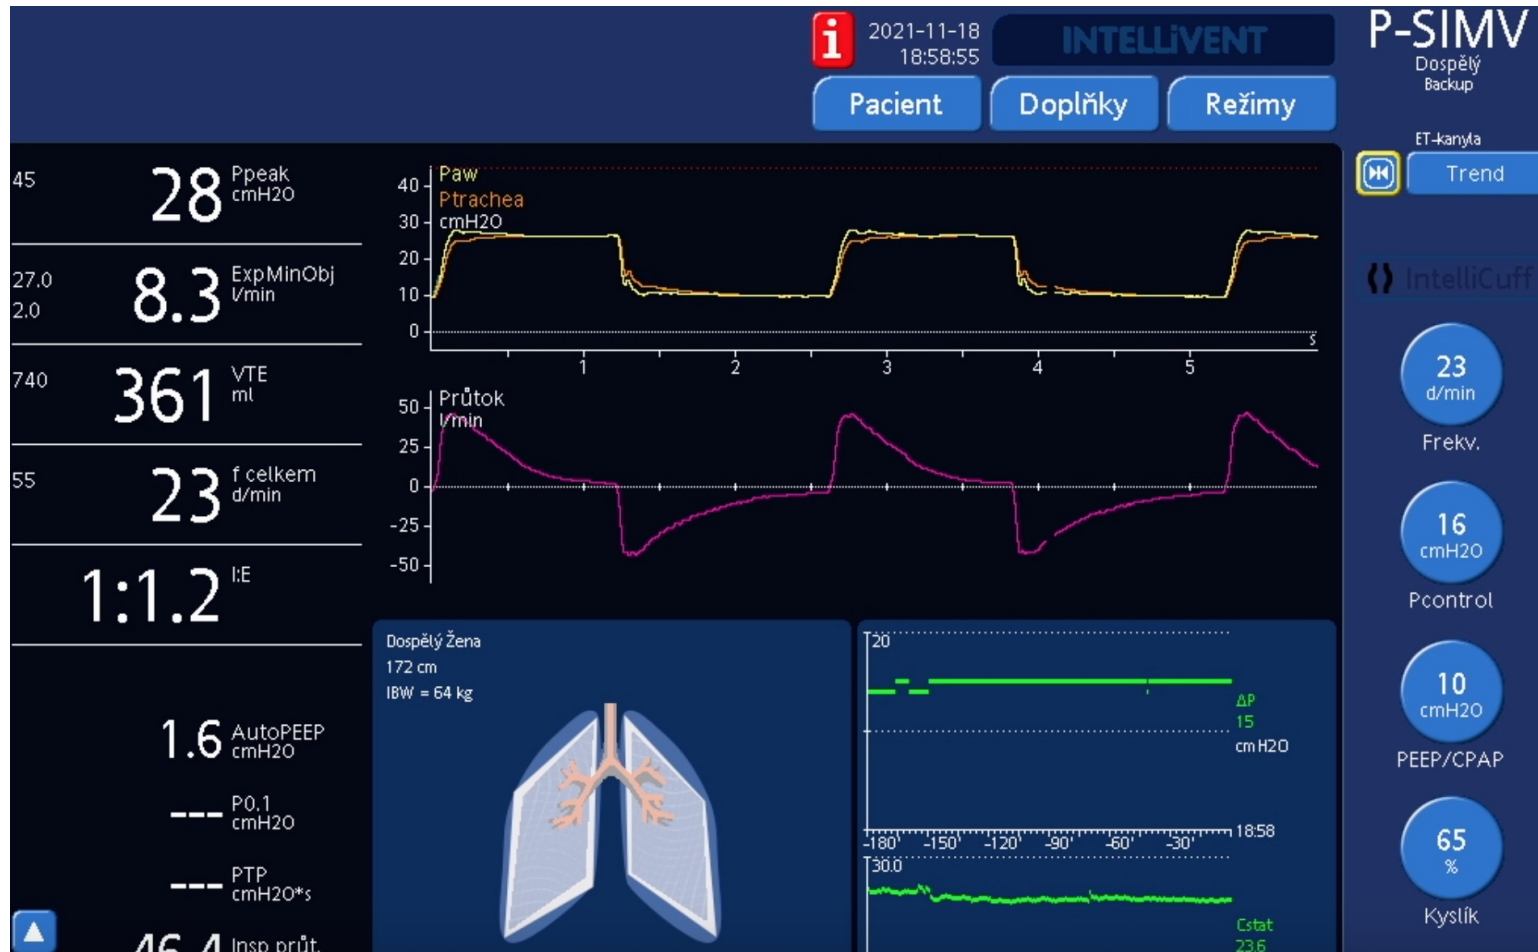 2021-11-18
18:58:55
INTELLiVENT
P-SIMV
Dospělý
Backup
Pacient
Doplňky
Režimy
ET-kanyla
Trend
45
28
Ppeak
cmH2O
27.0
2.0
8.3
ExpMinObj
l/min
740
361
VTE
ml
55
23
f celkem
d/min
1:1.2
I:E
1.6
AutoPEEP
cmH2O
---
P0.1
cmH2O
---
PTP
cmH2O*s
46.4
Insp průt.
Paw
Ptrachea
cmH2O
40
30
20
10
0
s
1
2
3
4
5
Průtok
l/min
50
25
0
-25
-50
Dospělý Žena
172 cm
IBW = 64 kg
20
ΔP
15
cmH2O
18:58
-180'
-150'
-120'
-90'
-60'
-30'
30.0
Cstat
23.6
IntelliCuff
23
d/min
Frekv.
16
cmH2O
Pcontrol
10
cmH2O
PEEP/CPAP
65
%
Kyslík